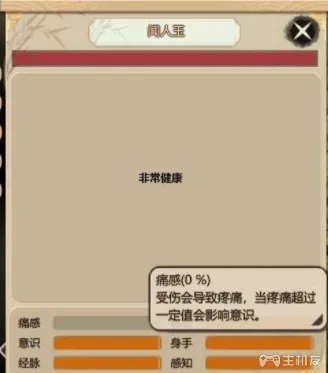 闻人玉
非常健康
痛感(0 %)
受伤会导致疼痛，当疼痛超过
一定值会影响意识。
痛感
意识 身手
经脉 感知
主机友